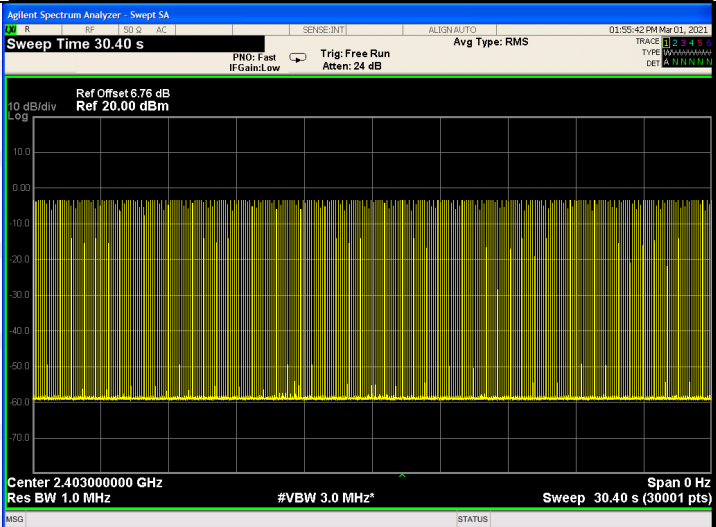 Agilent Spectrum Analyzer - Swept SA
LXI R RF 50 Ω AC SENSE:INT ALIGNAUTO 01:55:42 PM Mar 01, 2021
Sweep Time 30.40 s
Avg Type: RMS
TRACE 1 2 3 4 5 6
TYPE
DET A N N N N N
PNO: Fast
IFGain:Low
Trig: Free Run
Atten: 24 dB
Ref Offset 6.76 dB
10 dB/div Ref 20.00 dBm
Log
10.0
0.00
-10.0
-20.0
-30.0
-40.0
-50.0
-60.0
-70.0
Center 2.403000000 GHz Span 0 Hz
Res BW 1.0 MHz #VBW 3.0 MHz* Sweep 30.40 s (30001 pts)
MSG STATUS